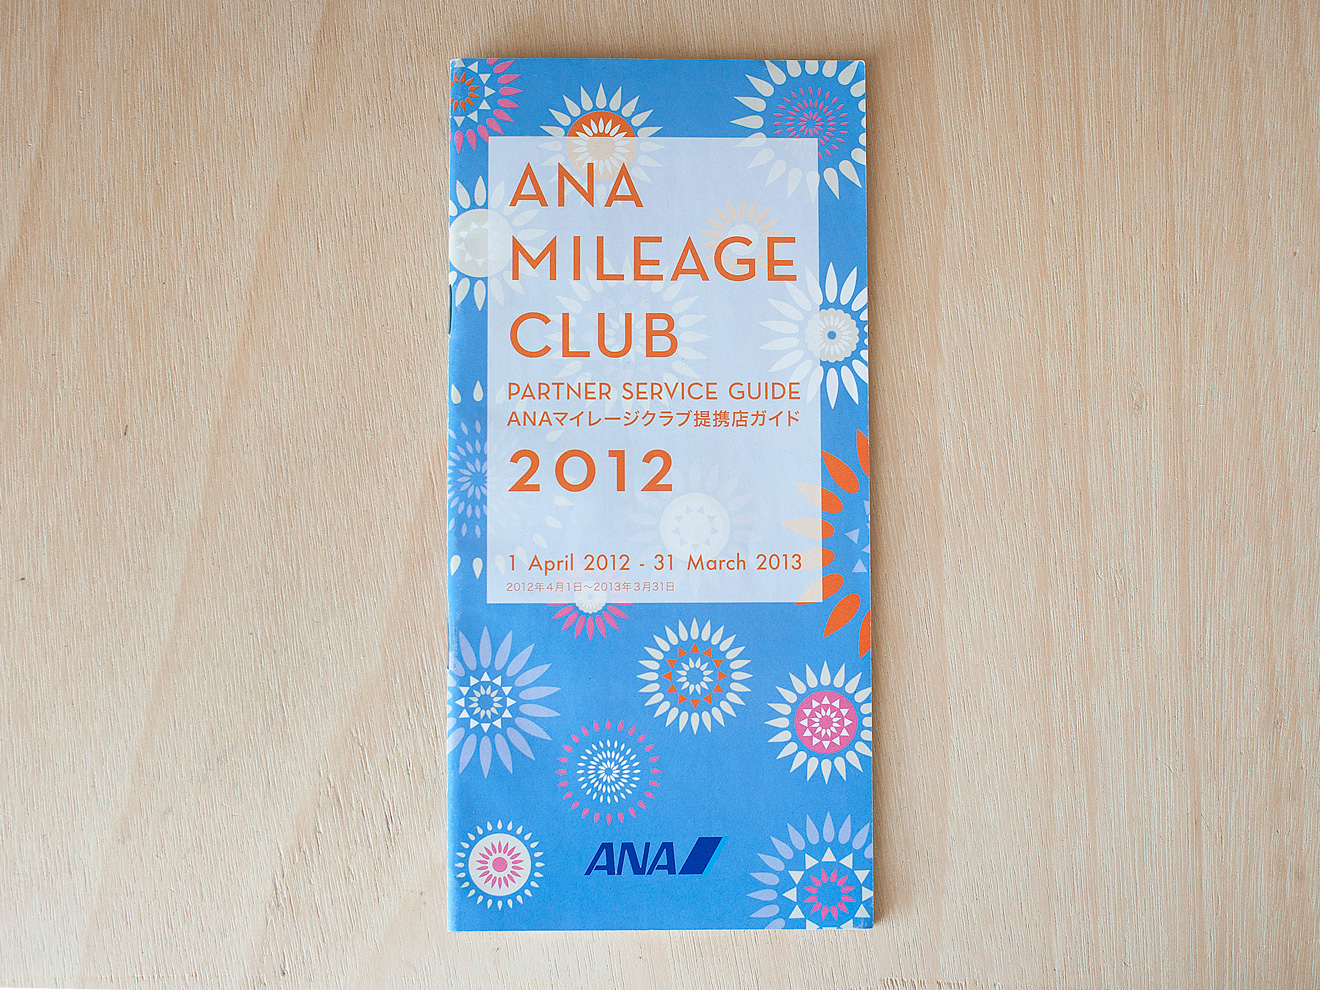 ANA
MILEAGE
CLUB
PARTNER SERVICE GUIDE
ANAマイレージクラブ提携店ガイド
2012
1 April 2012 - 31 March 2013
2012年4月1日～2013年3月31日
ANA